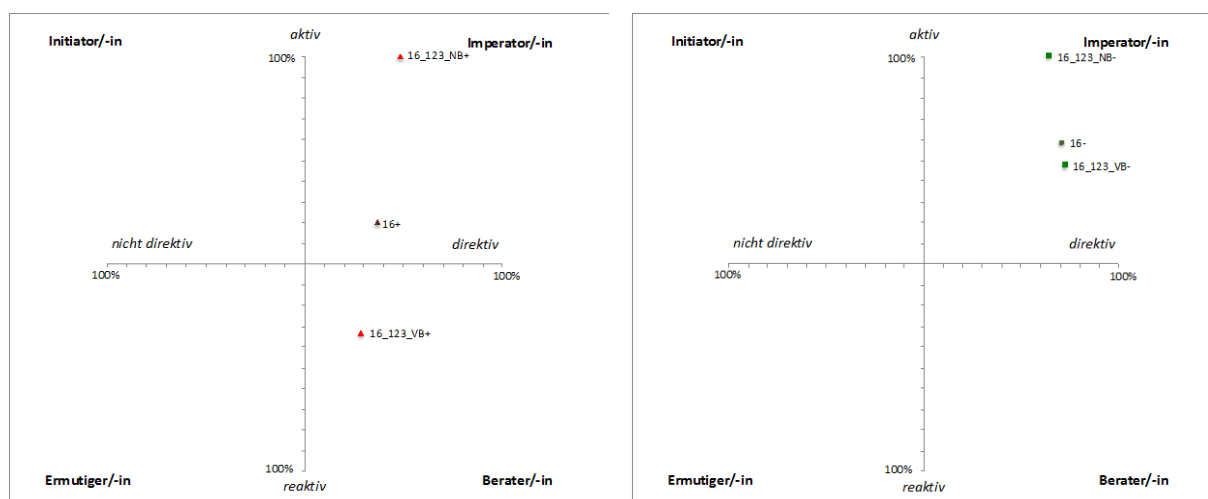 aktiv
Initiator/-in
Imperator/-in
100%
16_123_NB+
16+
nicht direktiv
direktiv
100%
100%
16_123_VB+
100%
Ermutiger/-in
reaktiv
Berater/-in
aktiv
Initiator/-in
Imperator/-in
100%
16_123_NB-
16-
16_123_VB-
nicht direktiv
direktiv
100%
100%
100%
Ermutiger/-in
reaktiv
Berater/-in